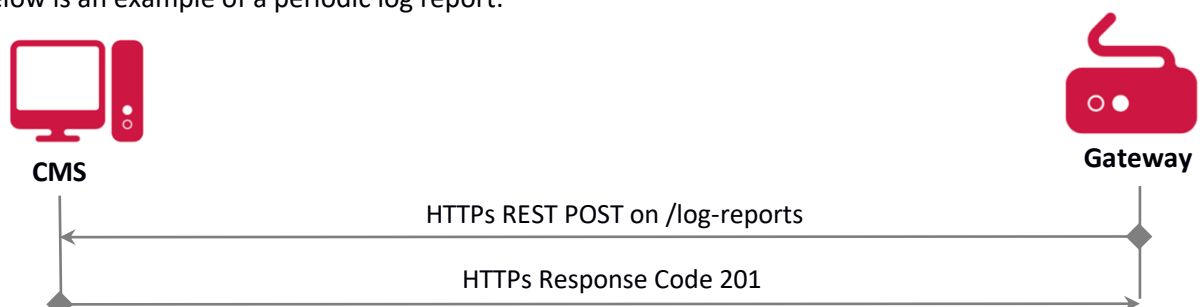 elow is an example of a periodic log report:
CMS
Gateway
HTTPs REST POST on /log-reports
HTTPs Response Code 201